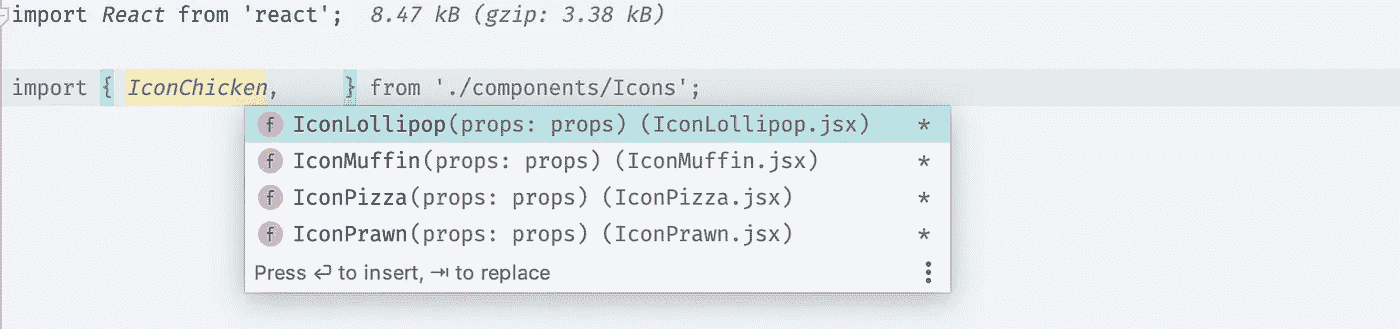 import React from 'react'; 8.47 kB (gzip: 3.38 kB)
import { IconChicken, } from './components/Icons';
f IconLollipop(props: props) (IconLollipop.jsx) *
f IconMuffin(props: props) (IconMuffin.jsx) *
f IconPizza(props: props) (IconPizza.jsx) *
f IconPrawn(props: props) (IconPrawn.jsx) *
Press ⏎ to insert, ⇥ to replace